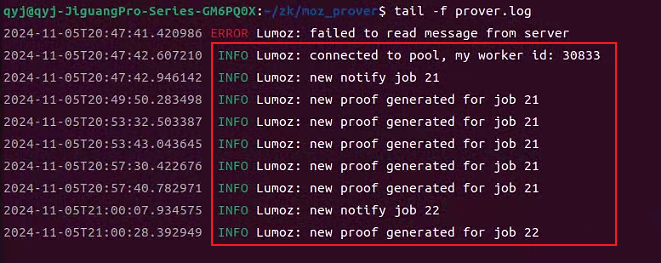 qyj@qyj-JiguangPro-Series-GM6PQ0X:~/zk/moz_prover$ tail -f prover.log
2024-11-05T20:47:41.420986 ERROR Lumoz: failed to read message from server
2024-11-05T20:47:42.607210 INFO Lumoz: connected to pool, my worker id: 30833
2024-11-05T20:47:42.946142 INFO Lumoz: new notify job 21
2024-11-05T20:49:50.283498 INFO Lumoz: new proof generated for job 21
2024-11-05T20:53:32.503387 INFO Lumoz: new proof generated for job 21
2024-11-05T20:53:43.043645 INFO Lumoz: new proof generated for job 21
2024-11-05T20:57:30.422676 INFO Lumoz: new proof generated for job 21
2024-11-05T20:57:40.782971 INFO Lumoz: new proof generated for job 21
2024-11-05T21:00:07.934575 INFO Lumoz: new notify job 22
2024-11-05T21:00:28.392949 INFO Lumoz: new proof generated for job 22